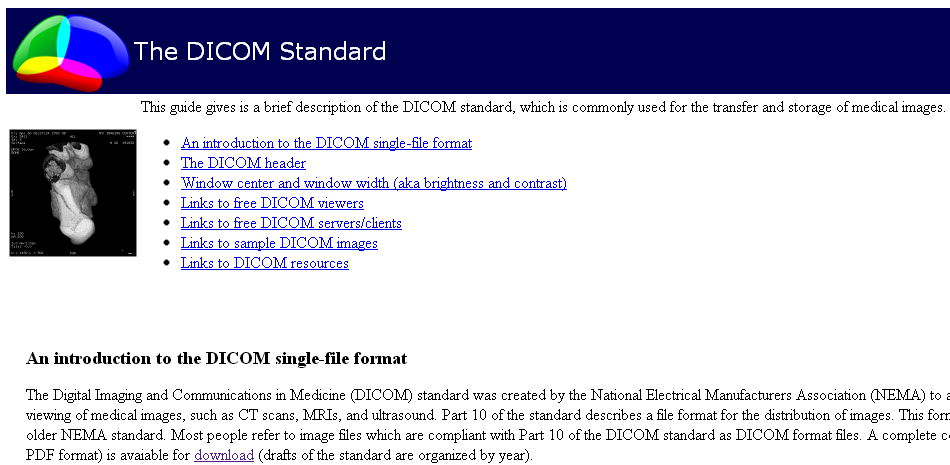 The DICOM Standard
This guide gives is a brief description of the DICOM standard, which is commonly used for the transfer and storage of medical images.
An introduction to the DICOM single-file format
The DICOM header
Window center and window width (aka brightness and contrast)
Links to free DICOM viewers
Links to free DICOM servers/clients
Links to sample DICOM images
Links to DICOM resources
An introduction to the DICOM single-file format
The Digital Imaging and Communications in Medicine (DICOM) standard was created by the National Electrical Manufacturers Association (NEMA) to a
viewing of medical images, such as CT scans, MRIs, and ultrasound. Part 10 of the standard describes a file format for the distribution of images. This for
older NEMA standard. Most people refer to image files which are compliant with Part 10 of the DICOM standard as DICOM format files. A complete c
PDF format) is avaiable for download (drafts of the standard are organized by year).